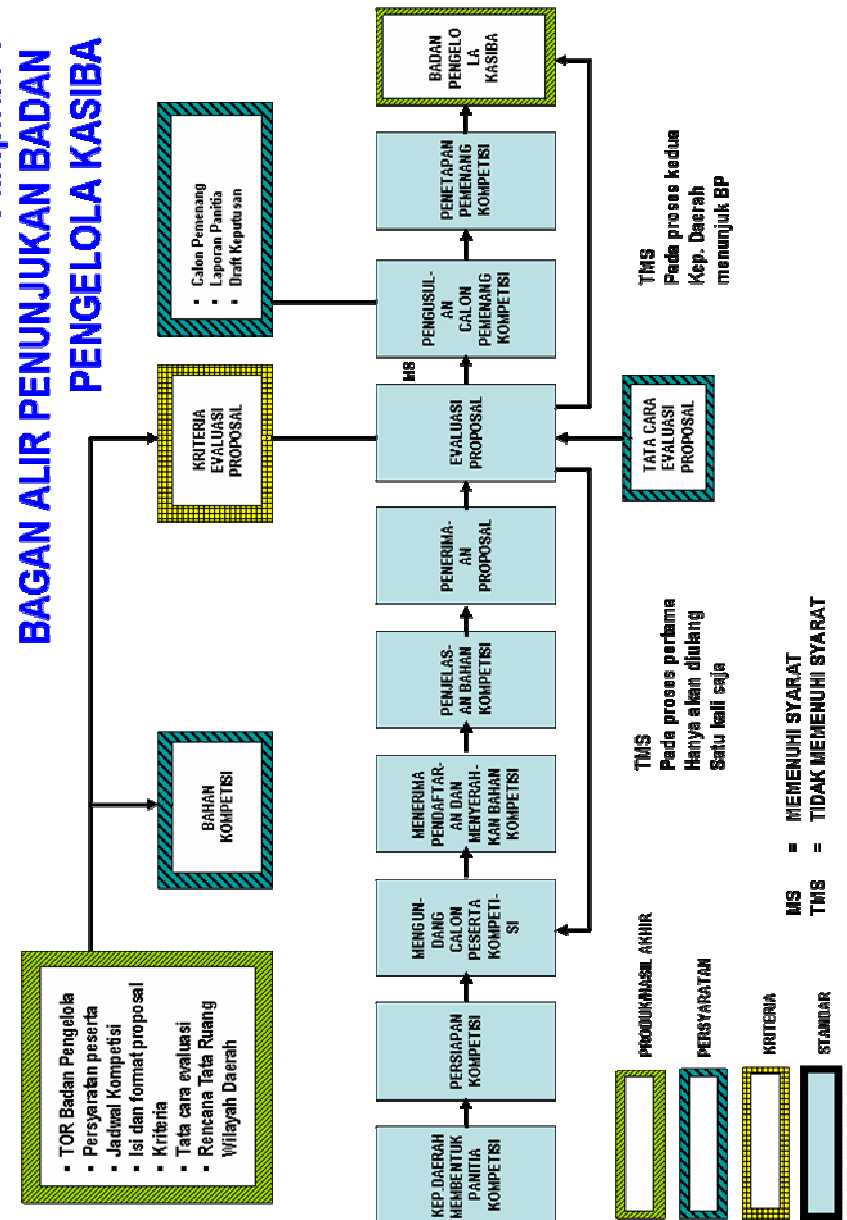 BAGAN ALIR PENUNJUKAN BADAN
PENGELOLA KASIBA
• TOR Badan Pengelola
• Persyaratan peserta
• Jadwal Kompetisi
• Isi dan format proposal
• Kriteria
• Tata cara evaluasi
• Rencana Tata Ruang
Wilayah Daerah
BAHAN
KOMPETISI
KRITERIA
EVALUASI
PROPOSAL
• Calon Pemenang
• Laporan Panitia
• Draft Keputusan
KEP. DAERAH
MEMBENTUK
PANITIA
KOMPETISI
PERSIAPAN
KOMPETISI
MENGUN-
DANG
CALON
PESERTA
KOMPETI-
SI
MENERIMA
PENDAFTAR-
AN DAN
MENYERAH-
KAN BAHAN
KOMPETISI
PENJELAS-
AN BAHAN
KOMPETISI
PENERIMA-
AN
PROPOSAL
EVALUASI
PROPOSAL
MS
PENGUSUL-
AN
CALON
PEMENANG
KOMPETISI
PENETAPAN
PEMENANG
KOMPETISI
BADAN
PENGELO
LA
KASIBA
TATA CARA
EVALUASI
PROPOSAL
TMS
Pada proses pertama
Hanya akan diulang
Satu kali saja
TMS
Pada proses kedua
Kep. Daerah
menunjuk BP
PRODUK/HASIL AKHIR
PERSYARATAN
KRITERIA
STANDAR
MS = MEMENUHI SYARAT
TMS = TIDAK MEMENUHI SYARAT